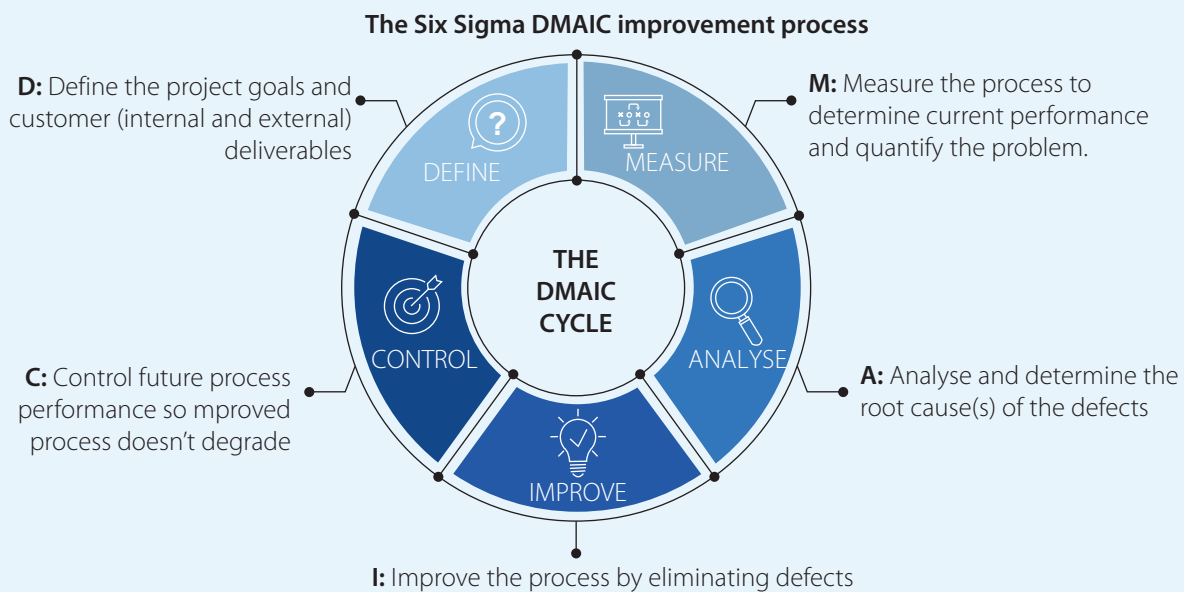 The Six Sigma DMAIC improvement process
D: Define the project goals and
customer (internal and external)
deliverables
M: Measure the process to
determine current performance
and quantify the problem.
?
DEFINE
xoxo
MEASURE
THE
DMAIC
CYCLE
CONTROL
ANALYSE
C: Control future process
performance so mproved
process doesn’t degrade
A: Analyse and determine the
root cause(s) of the defects
IMPROVE
I: Improve the process by eliminating defects